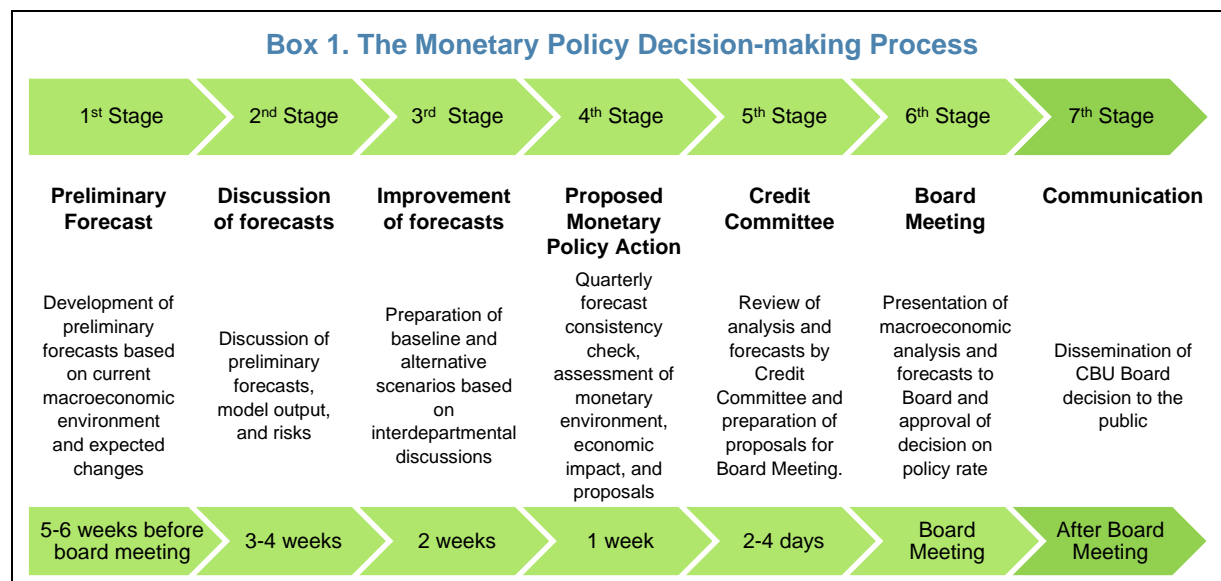 Box 1. The Monetary Policy Decision-making Process
1st Stage
2nd Stage
3rd Stage
4th Stage
5th Stage
6th Stage
7th Stage
Preliminary
Forecast
Development of
preliminary
forecasts based
on current
macroeconomic
environment
and expected
changes
Discussion
of forecasts
Discussion of
preliminary
forecasts,
model output,
and risks
Improvement
of forecasts
Preparation of
baseline and
alternative
scenarios based
on
interdepartmental
discussions
Proposed
Monetary
Policy Action
Quarterly
forecast
consistency
check,
assessment of
monetary
environment,
economic
impact, and
proposals
Credit
Committee
Review of
analysis and
forecasts by
Credit
Committee and
preparation of
proposals for
Board Meeting.
Board
Meeting
Presentation of
macroeconomic
analysis and
forecasts to
Board and
approval of
decision on
policy rate
Communication
Dissemination of
CBU Board
decision to the
public
5-6 weeks before
board meeting
3-4 weeks
2 weeks
1 week
2-4 days
Board
Meeting
After Board
Meeting